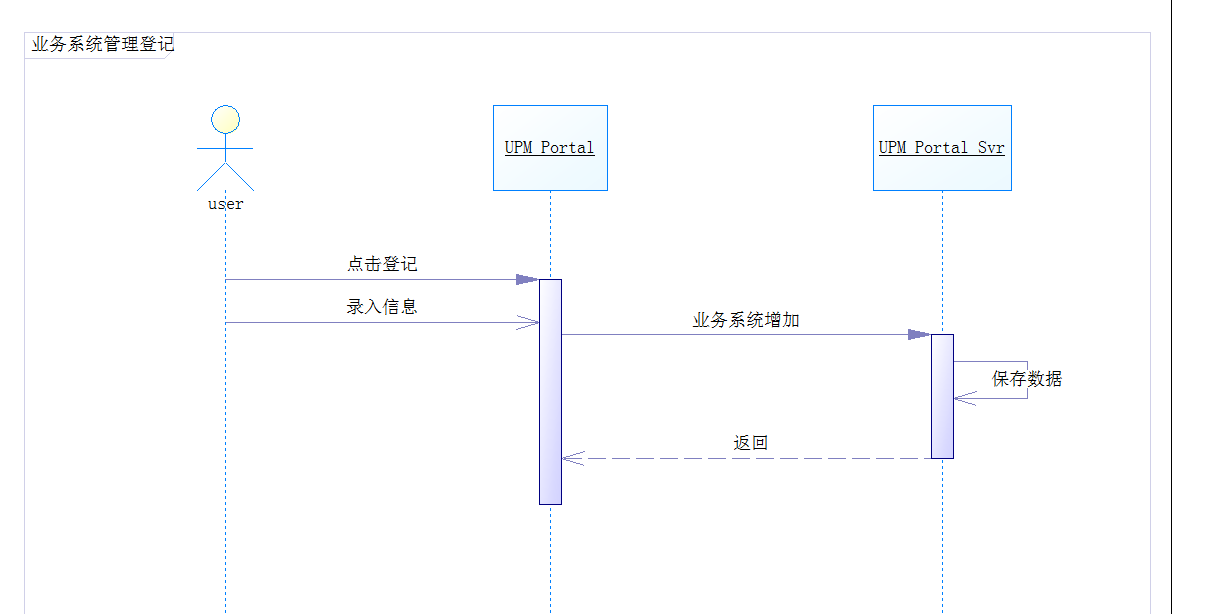 业务系统管理登记
UPM Portal
UPM Portal Svr
user
点击登记
录入信息
业务系统增加
保存数据
返回